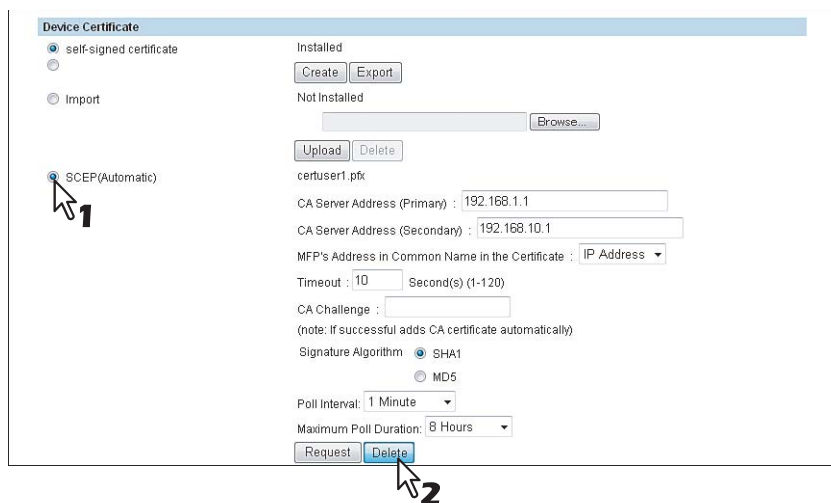 Device Certificate
self-signed certificate Installed
Create Export
Import Not Installed
Browse...
Upload Delete
SCEP(Automatic) certuser1.pfx
1
CA Server Address (Primary) : 192.168.1.1
CA Server Address (Secondary) : 192.168.10.1
MFP's Address in Common Name in the Certificate : IP Address
Timeout : 10 Second(s) (1-120)
CA Challenge :
(note: If successful adds CA certificate automatically)
Signature Algorithm SHA1
MD5
Poll Interval: 1 Minute
Maximum Poll Duration: 8 Hours
Request Delete
2